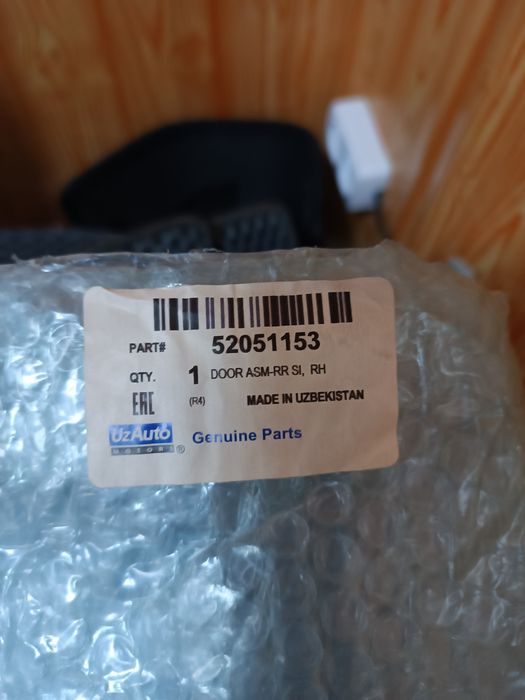 PART# 52051153
QTY. 1 DOOR ASM-RR SI, RH
EAC (R4) MADE IN UZBEKISTAN
UzAuto Genuine Parts
MOTORS ®